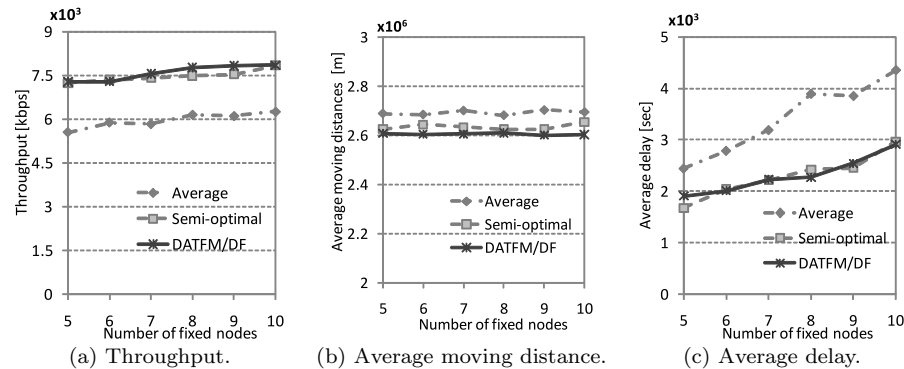 x10³
9
7.5
6
4.5
3
1.5
0
Throughput [kbps]
Average
Semi-optimal
DATFM/DF
5 6 7 8 9 10
Number of fixed nodes
(a) Throughput.
x10⁶
3
2.8
2.6
2.4
2.2
2
Average moving distances [m]
Average
Semi-optimal
DATFM/DF
5 6 7 8 9 10
Number of fixed nodes
(b) Average moving distance.
x10³
5
4
3
2
1
0
Average delay [sec]
Average
Semi-optimal
DATFM/DF
5 6 7 8 9 10
Number of fixed nodes
(c) Average delay.